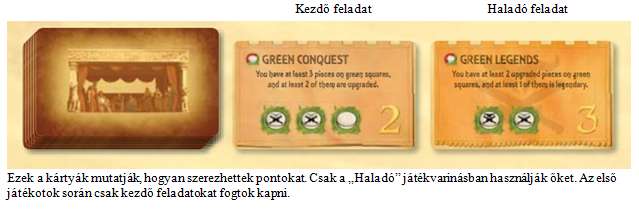 Kezdő feladat
Haladó feladat
GREEN CONQUEST
You have at least 3 pieces on green squares,
and at least 2 of them are upgraded.
2
GREEN LEGENDS
You have at least 2 upgraded pieces on green
squares, and at least 1 of them is legendary.
3
Ezek a kártyák mutatják, hogyan szerezhettek pontokat. Csak a „Haladó” játékvarinásban használják őket. Az első
játékotok során csak kezdő feladatokat fogtok kapni.